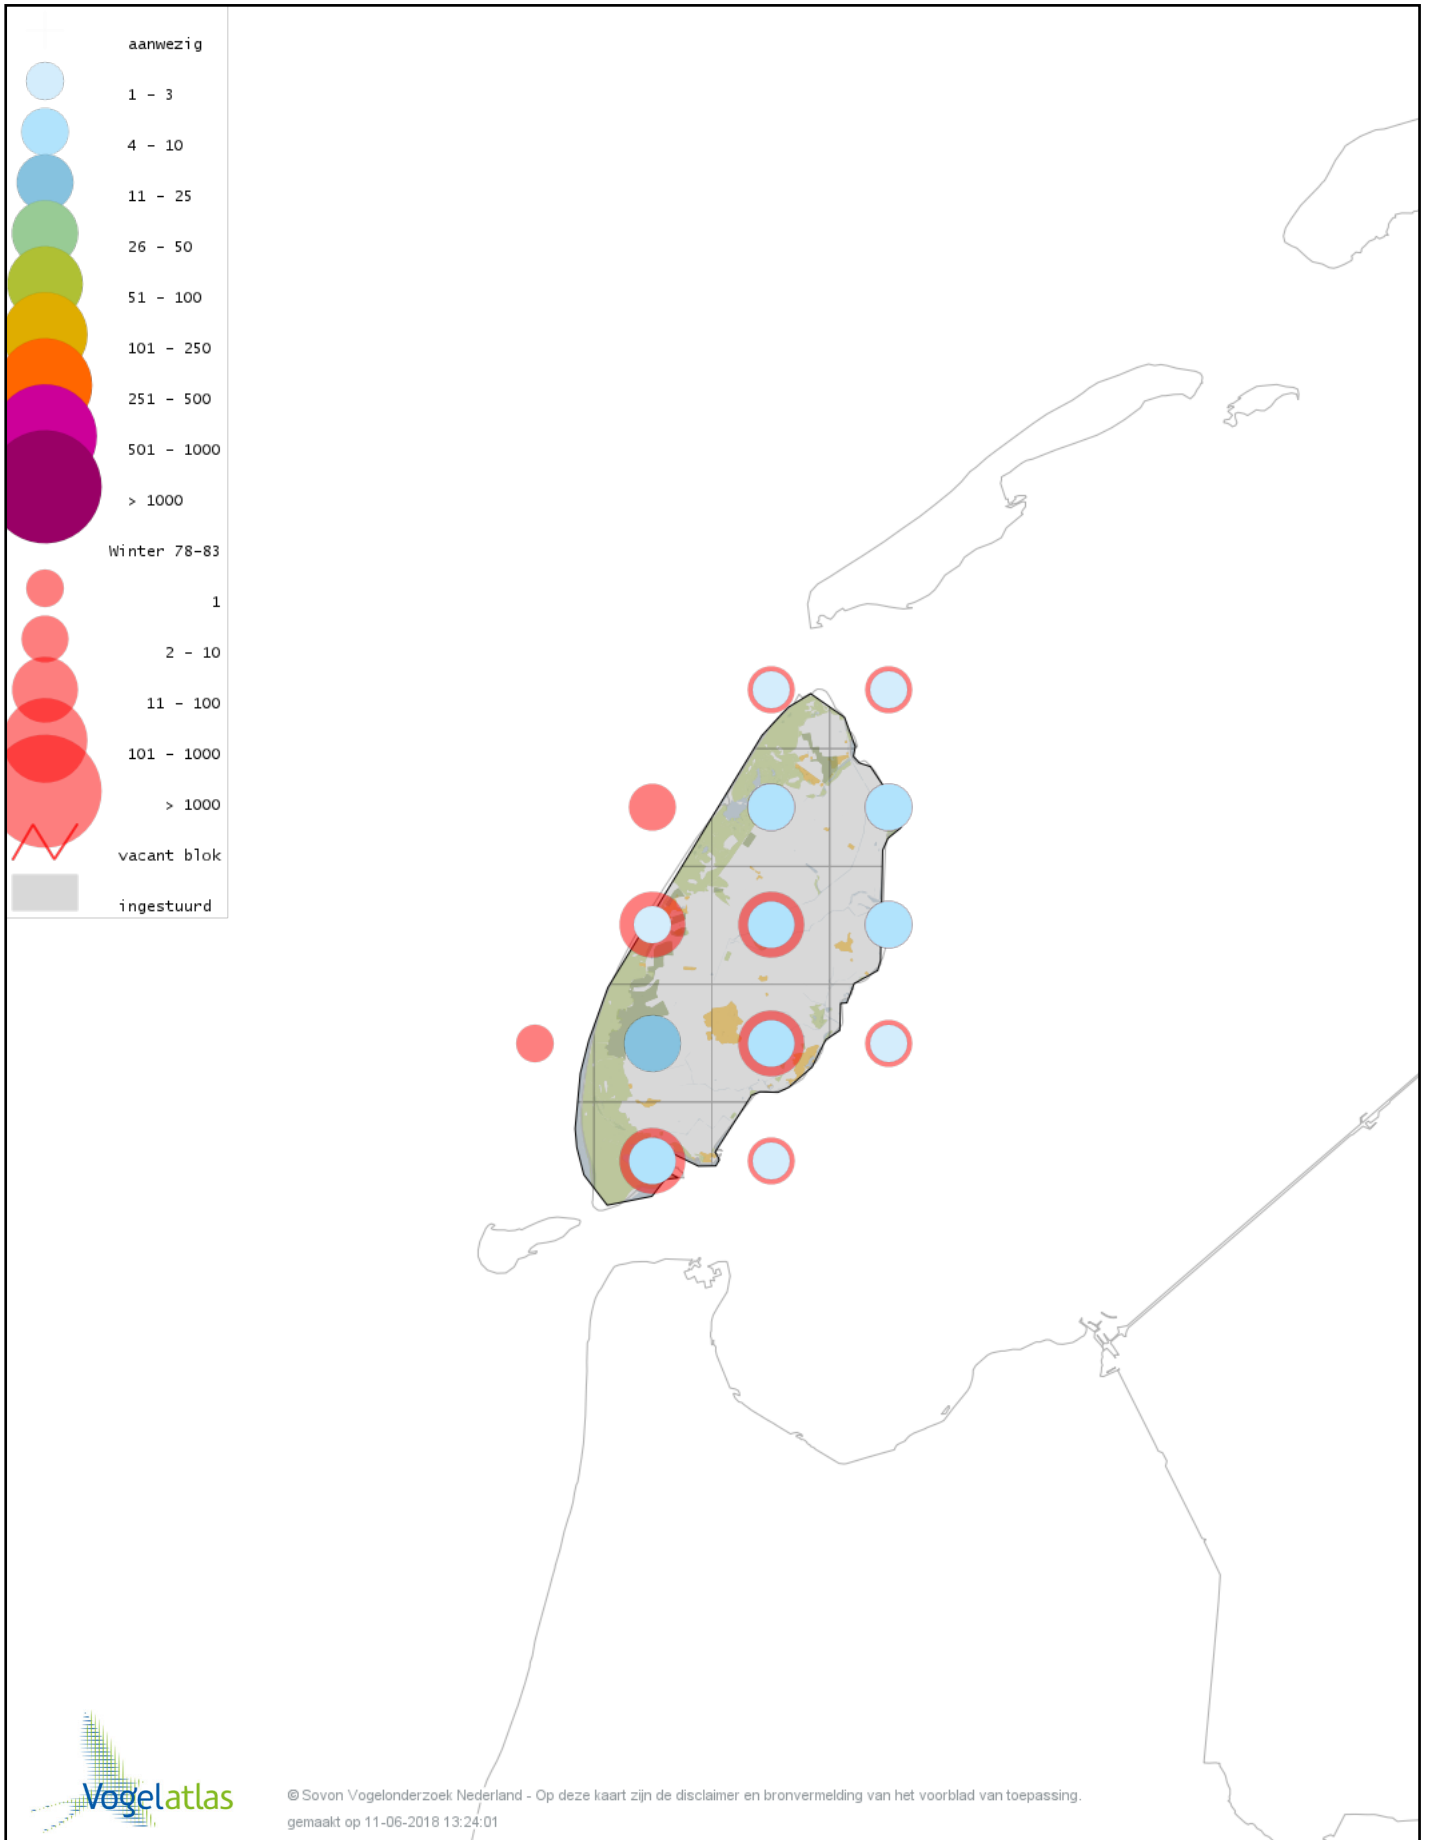 aanwezig
1 - 3
4 - 10
11 - 25
26 - 50
51 - 100
101 - 250
251 - 500
501 - 1000
> 1000
Winter 78-83
1
2 - 10
11 - 100
101 - 1000
> 1000
vacant blok
ingestuurd
Vogelatlas
© Sovon Vogelonderzoek Nederland - Op deze kaart zijn de disclaimer en bronvermelding van het voorblad van toepassing.
gemaakt op 11-06-2018 13:24:01